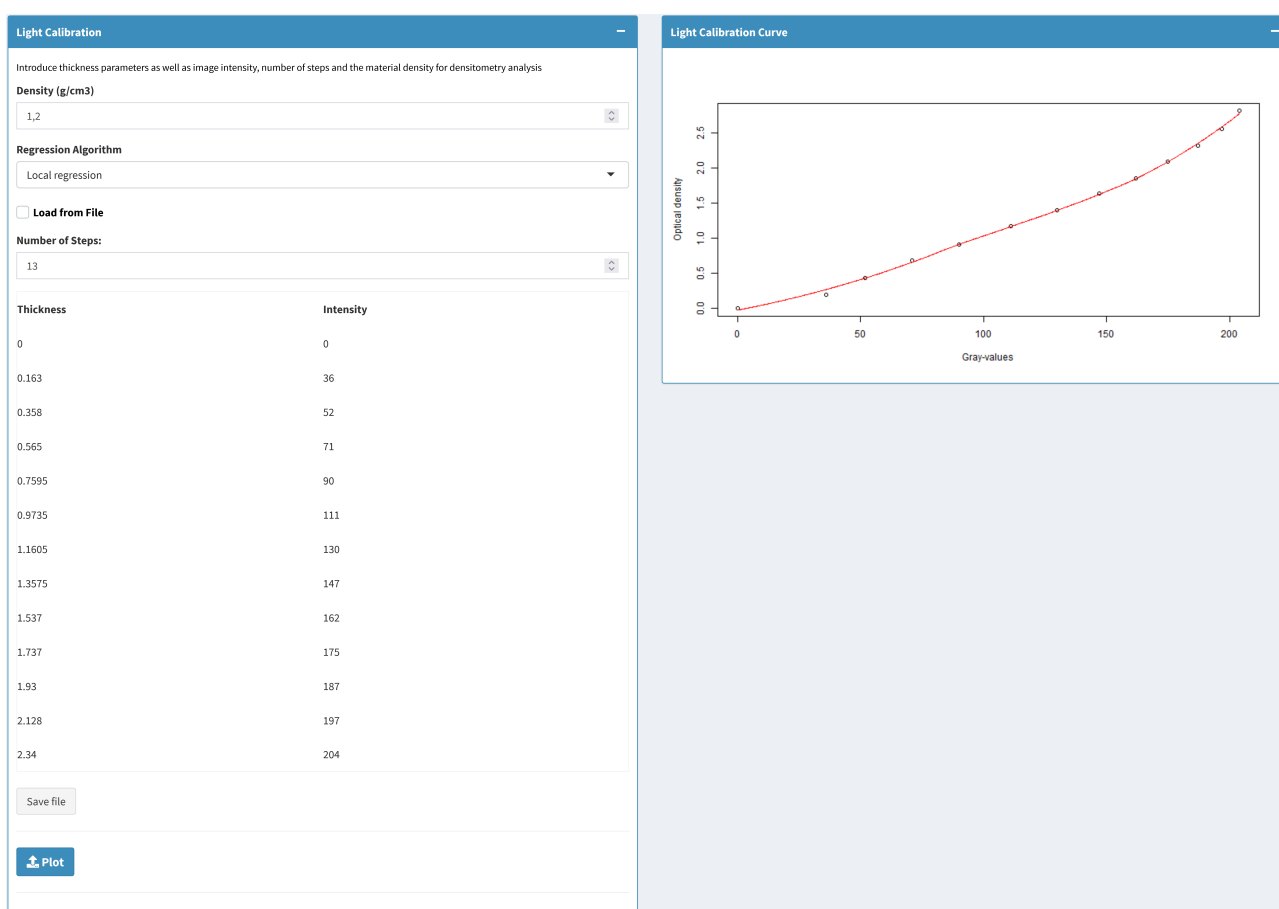 Light Calibration
Introduce thickness parameters as well as image intensity, number of steps and the material density for densitometry analysis
Density (g/cm3)
1,2
Regression Algorithm
Local regression
Load from File
Number of Steps:
13
Thickness Intensity
0 0
0.163 36
0.358 52
0.565 71
0.7595 90
0.9735 111
1.1605 130
1.3575 147
1.537 162
1.737 175
1.93 187
2.128 197
2.34 204
Save file
Plot
Light Calibration Curve
Optical density
2.5
2.0
1.5
1.0
0.5
0.0
0 50 100 150 200
Gray-values